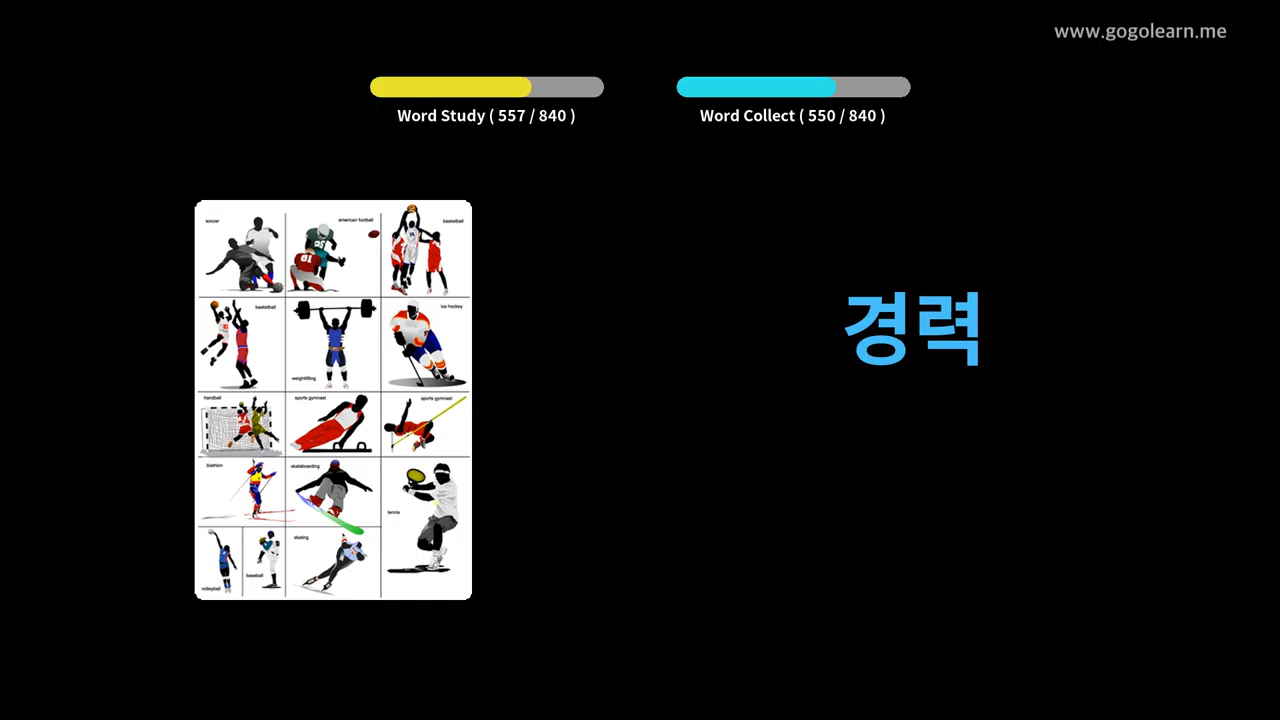 www.gogolearn.me
Word Study ( 557 / 840 )
Word Collect ( 550 / 840 )
soccer
american football
basketball
basketball
weightlifting
ice hockey
handball
sports gymnast
sports gymnast
biathlon
skateboarding
tennis
volleyball
baseball
skating
경력